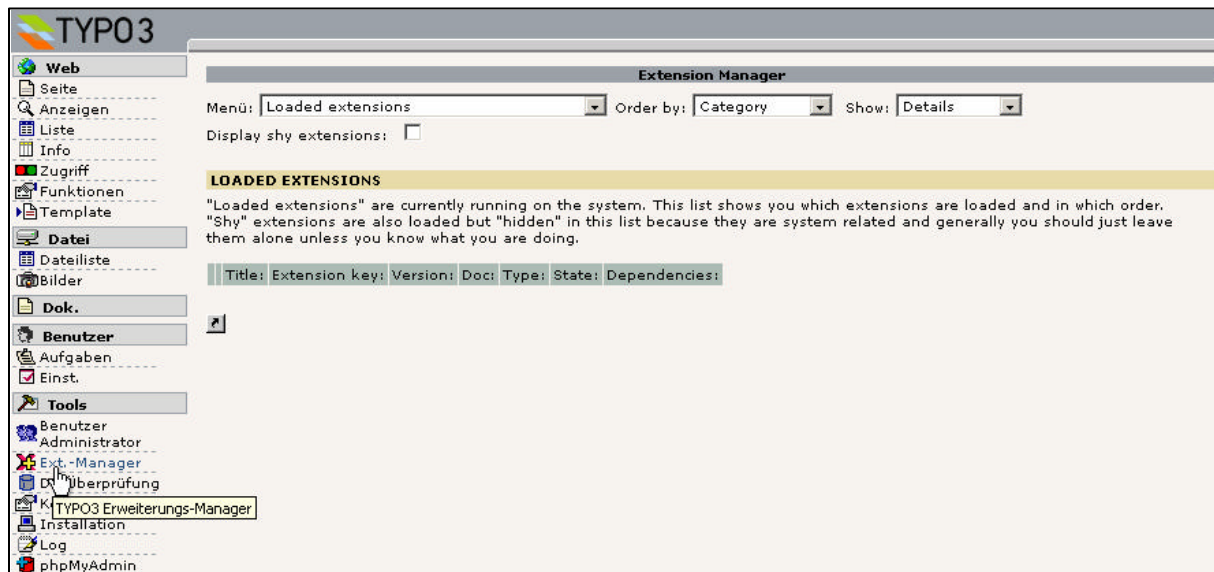 TYPO3
Web
Seite
Anzeigen
Liste
Info
Zugriff
Funktionen
Template
Datei
Dateiliste
Bilder
Dok.
Benutzer
Aufgaben
Einst.
Tools
Benutzer
Administrator
Ext.-Manager
Überprüfung
TYPO3 Erweiterungs-Manager
Installation
Log
phpMyAdmin
Extension Manager
Menü: Loaded extensions Order by: Category Show: Details
Display shy extensions:
LOADED EXTENSIONS
"Loaded extensions" are currently running on the system. This list shows you which extensions are loaded and in which order.
"Shy" extensions are also loaded but "hidden" in this list because they are system related and generally you should just leave
them alone unless you know what you are doing.
Title: Extension key: Version: Doc: Type: State: Dependencies: